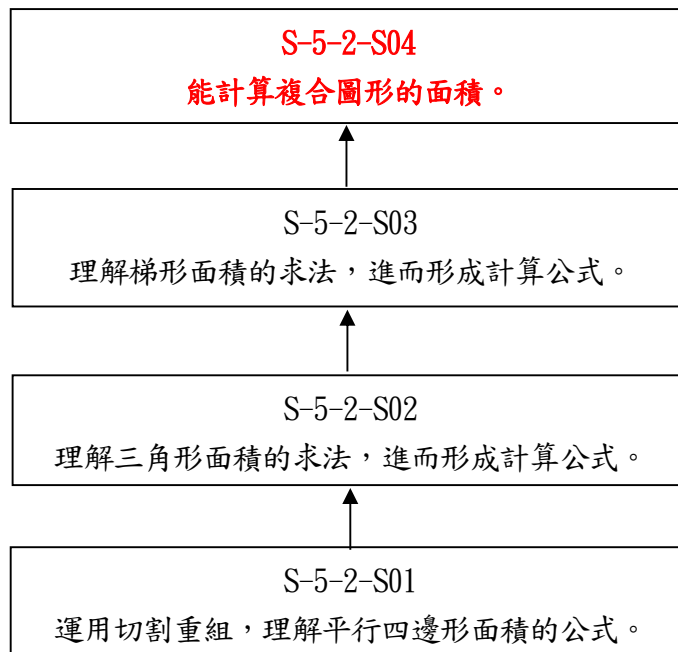 S-5-2-S04
能計算複合圖形的面積。
S-5-2-S03
理解梯形面積的求法，進而形成計算公式。
S-5-2-S02
理解三角形面積的求法，進而形成計算公式。
S-5-2-S01
運用切割重組，理解平行四邊形面積的公式。